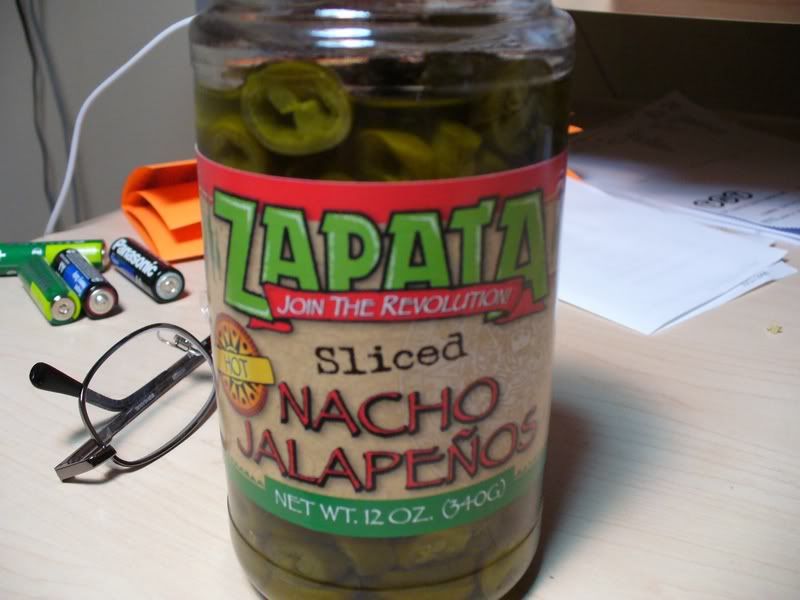 ZAPATA
JOIN THE REVOLUTION!
HOT
Sliced
NACHO
JALAPEÑOS
NET WT. 12 OZ. (340G)
Panasonic